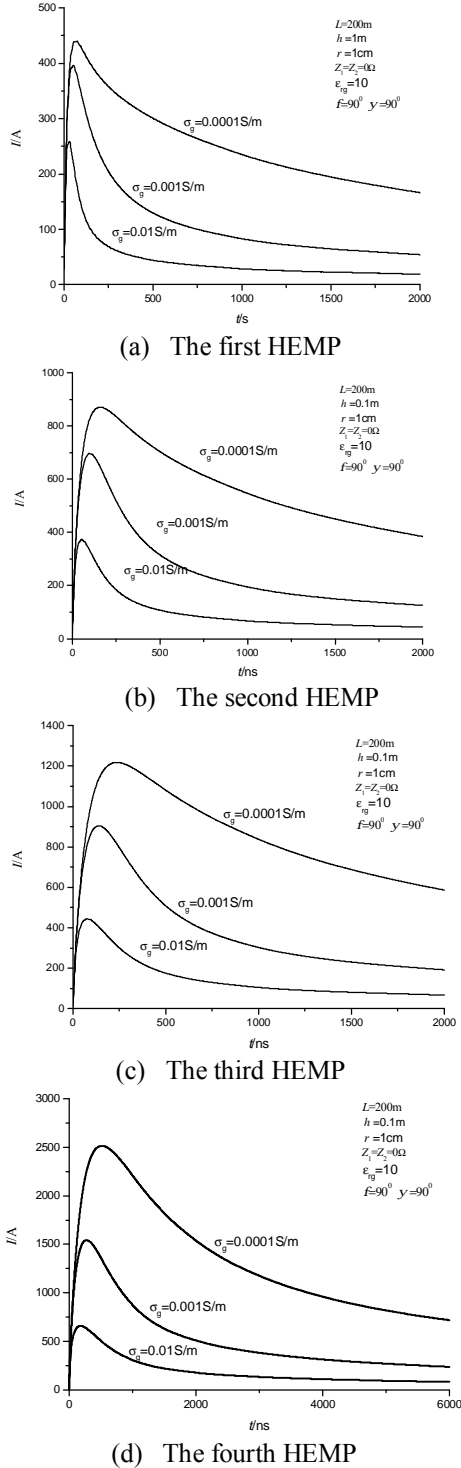 500
400
300
200
100
0
I/A
L=200m
h=1m
r=1cm
Z₁=Z₂=0Ω
εrg=10
f=90⁰ y=90⁰
σg=0.0001S/m
σg=0.001S/m
σg=0.01S/m
0 500 1000 1500 2000
t/s
(a) The first HEMP
1000
800
600
400
200
0
I/A
L=200m
h=0.1m
r=1cm
Z₁=Z₂=0Ω
εrg=10
f=90⁰ y=90⁰
σg=0.0001S/m
σg=0.001S/m
σg=0.01S/m
0 500 1000 1500 2000
t/ns
(b) The second HEMP
1400
1200
1000
800
600
400
200
0
I/A
L=200m
h=0.1m
r=1cm
Z₁=Z₂=0Ω
εrg=10
f=90⁰ y=90⁰
σg=0.0001S/m
σg=0.001S/m
σg=0.01S/m
0 500 1000 1500 2000
t/ns
(c) The third HEMP
3000
2500
2000
1500
1000
500
0
I/A
L=200m
h=0.1m
r=1cm
Z₁=Z₂=0Ω
εrg=10
f=90⁰ y=90⁰
σg=0.0001S/m
σg=0.001S/m
σg=0.01S/m
0 2000 4000 6000
t/ns
(d) The fourth HEMP